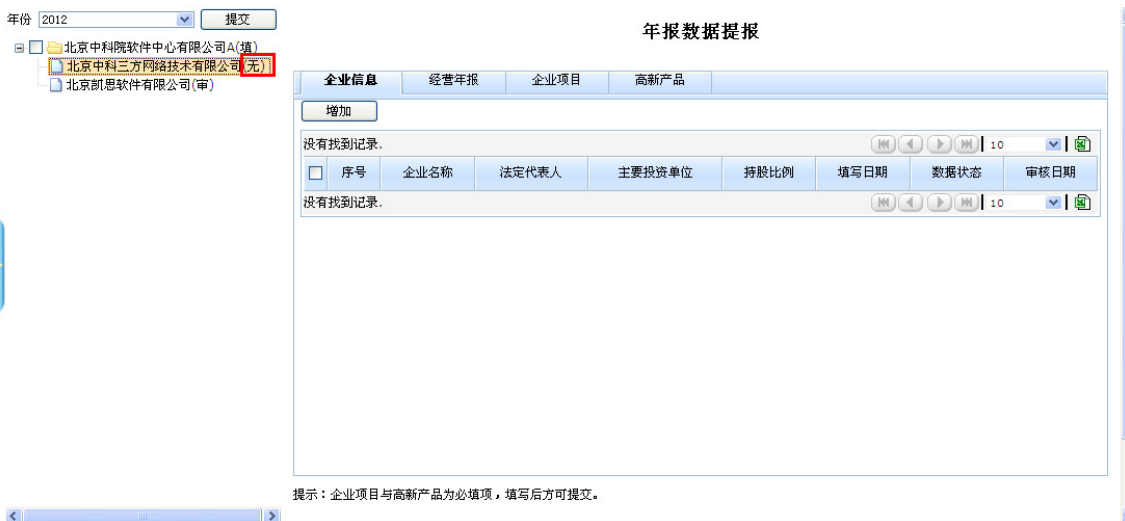 年份 2012 提交
北京中科院软件中心有限公司A(填)
北京中科三方网络技术有限公司(无)
北京凯思软件有限公司(审)
年报数据提报
企业信息 经营年报 企业项目 高新产品
增加
没有找到记录. 10
序号 企业名称 法定代表人 主要投资单位 持股比例 填写日期 数据状态 审核日期
没有找到记录. 10
提示：企业项目与高新产品为必填项，填写后方可提交。